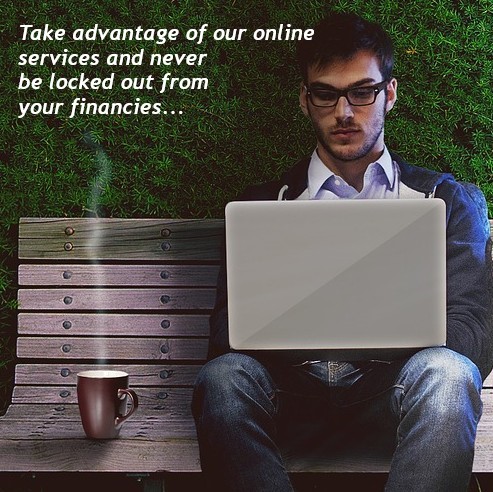 Take advantage of our online
services and never
be locked out from
your financies...